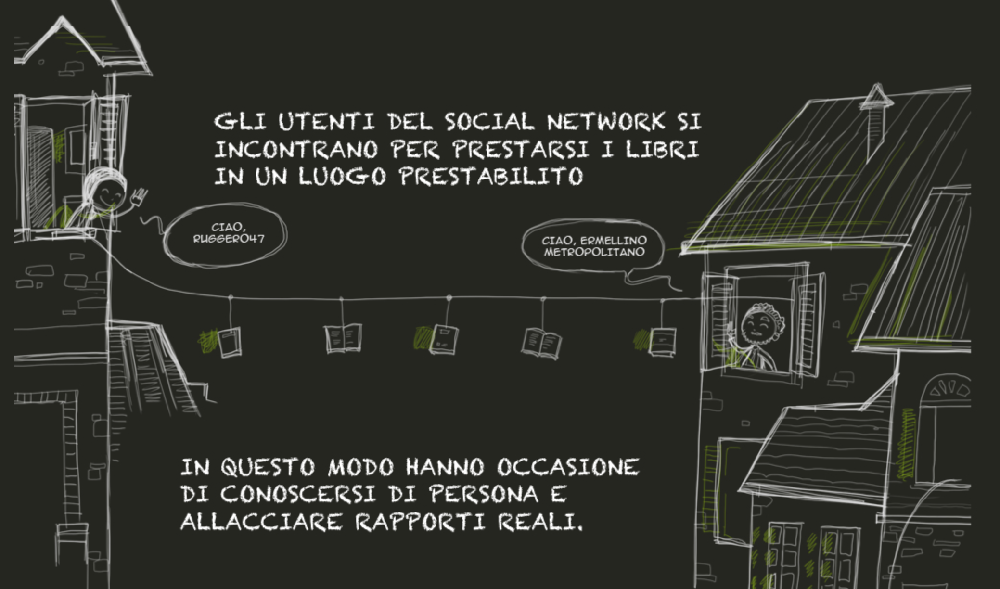 GLI UTENTI DEL SOCIAL NETWORK SI
INCONTRANO PER PRESTARSI I LIBRI
IN UN LUOGO PRESTABILITO
CIAO,
RUGGERO47
CIAO, ERMELLINO
METROPOLITANO
IN QUESTO MODO HANNO OCCASIONE
DI CONOSCERSI DI PERSONA E
ALLACCIARE RAPPORTI REALI.